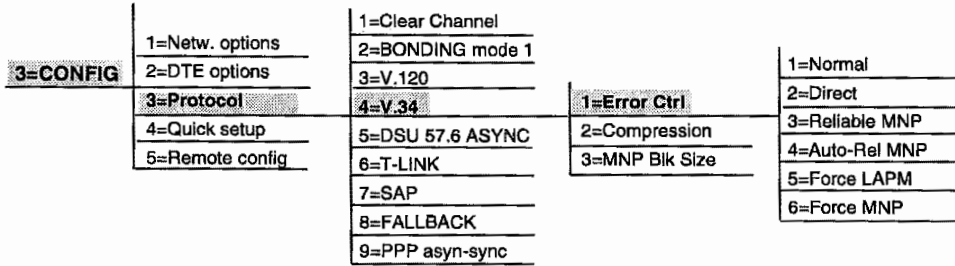 3=CONFIG
1=Netw. options
2=DTE options
3=Protocol
4=Quick setup
5=Remote config
1=Clear Channel
2=BONDING mode 1
3=V.120
4=V.34
5=DSU 57.6 ASYNC
6=T-LINK
7=SAP
8=FALLBACK
9=PPP asyn-sync
1=Error Ctrl
2=Compression
3=MNP Blk Size
1=Normal
2=Direct
3=Reliable MNP
4=Auto-Rel MNP
5=Force LAPM
6=Force MNP